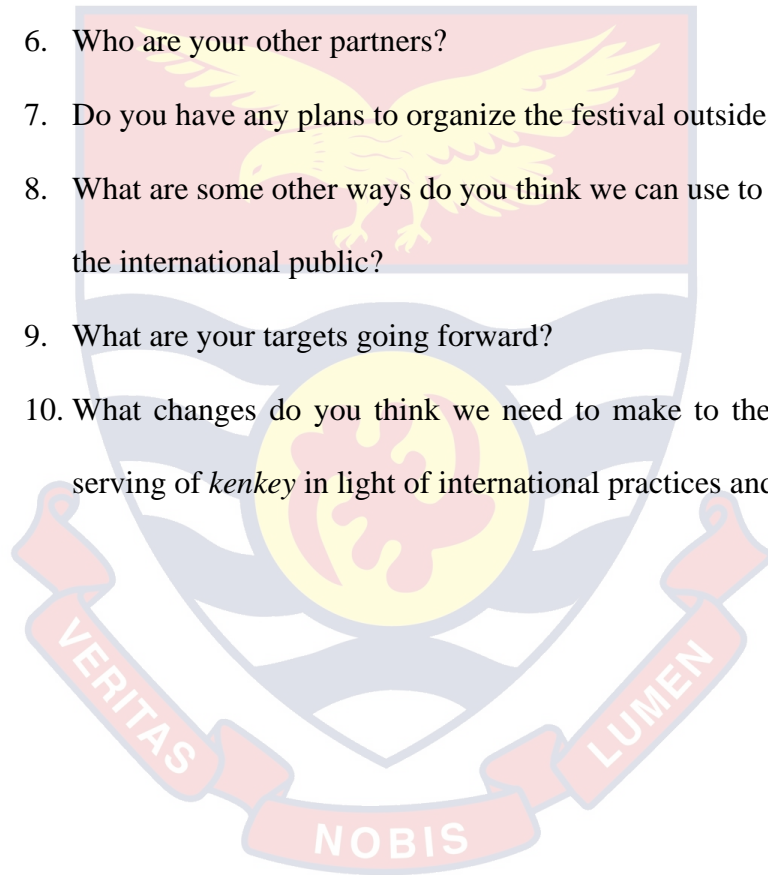 6. Who are your other partners?
7. Do you have any plans to organize the festival outside
8. What are some other ways do you think we can use to
the international public?
9. What are your targets going forward?
10. What changes do you think we need to make to the
serving of kenkey in light of international practices and
VERITAS
NOBIS
LUMEN